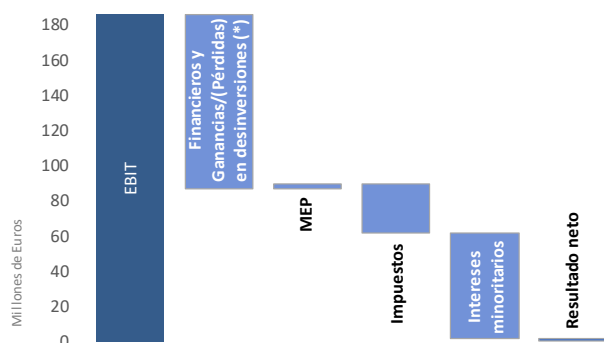 180
160
140
120
100
80
60
40
20
0
Millones de Euros
EBIT
Financieros y
Ganancias/(Pérdidas)
en desinversiones (*)
MEP
Impuestos
Intereses
minoritarios
Resultado neto